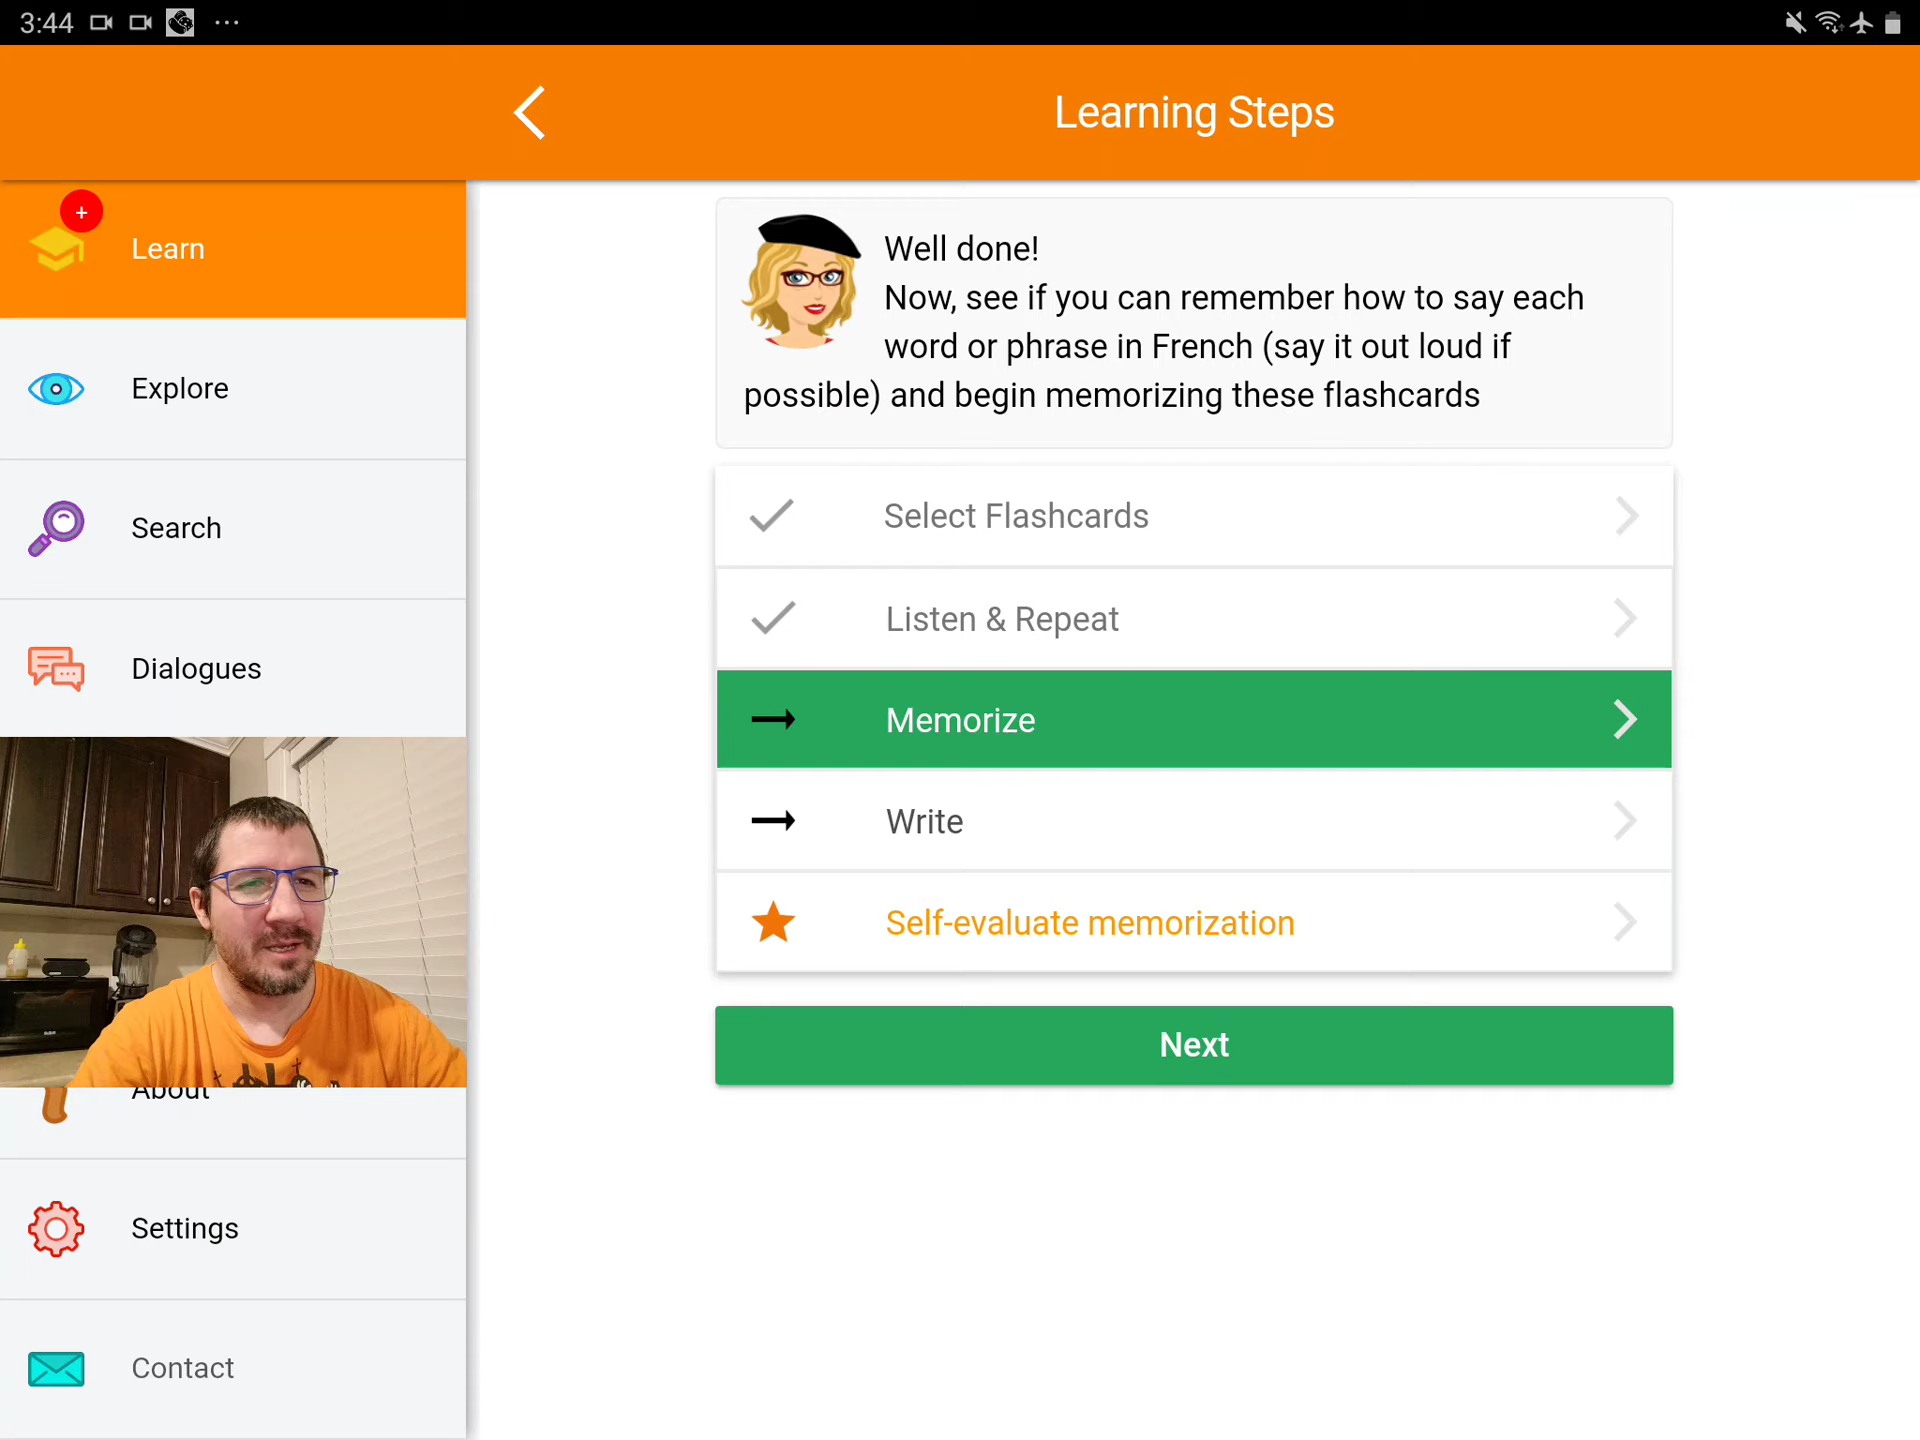 3:44
Learning Steps
+
Learn
Explore
Search
Dialogues
About
Settings
Contact
Well done!
Now, see if you can remember how to say each
word or phrase in French (say it out loud if
possible) and begin memorizing these flashcards
Select Flashcards
Listen & Repeat
Memorize
Write
Self-evaluate memorization
Next